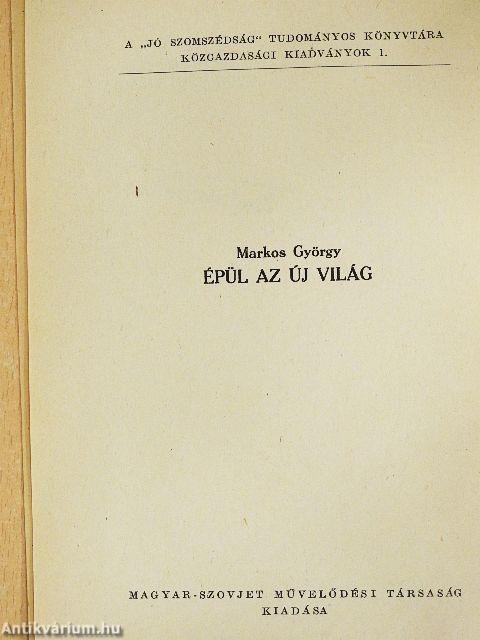 A „JÓ SZOMSZÉDSÁG“ TUDOMÁNYOS KÖNYVTÁRA
KÖZGAZDASÁGI KIADVÁNYOK 1.
Markos György
ÉPÜL AZ ÚJ VILÁG
MAGYAR-SZOVJET MŰVELŐDÉSI TÁRSASÁG
KIADÁSA
Antikvárium.hu